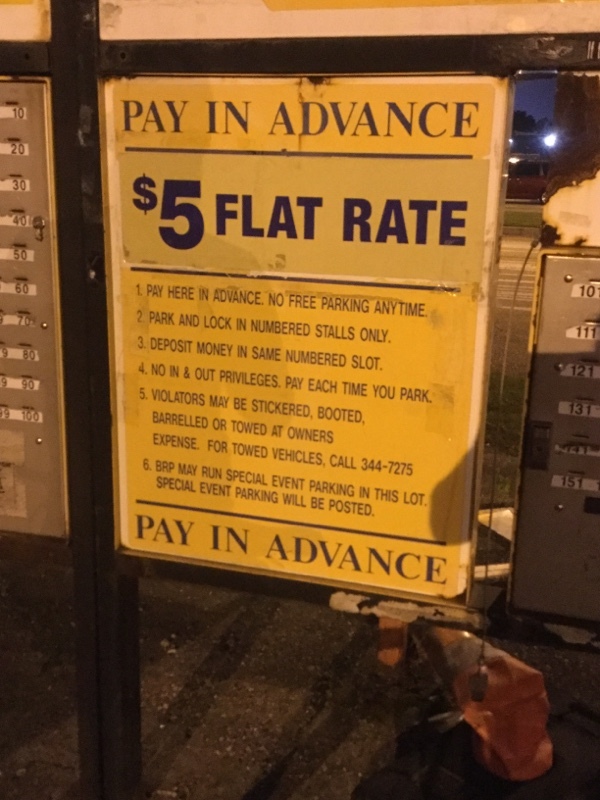 PAY IN ADVANCE
$5 FLAT RATE
1. PAY HERE IN ADVANCE. NO FREE PARKING ANYTIME.
2. PARK AND LOCK IN NUMBERED STALLS ONLY.
3. DEPOSIT MONEY IN SAME NUMBERED SLOT.
4. NO IN & OUT PRIVILEGES. PAY EACH TIME YOU PARK.
5. VIOLATORS MAY BE STICKERED, BOOTED,
BARRELLED OR TOWED AT OWNERS
EXPENSE. FOR TOWED VEHICLES, CALL 344-7275
6. BRP MAY RUN SPECIAL EVENT PARKING IN THIS LOT.
SPECIAL EVENT PARKING WILL BE POSTED.
PAY IN ADVANCE
10
20
30
40
50
60
70
9 80
9 90
99 100
101
111
121
131
141
151